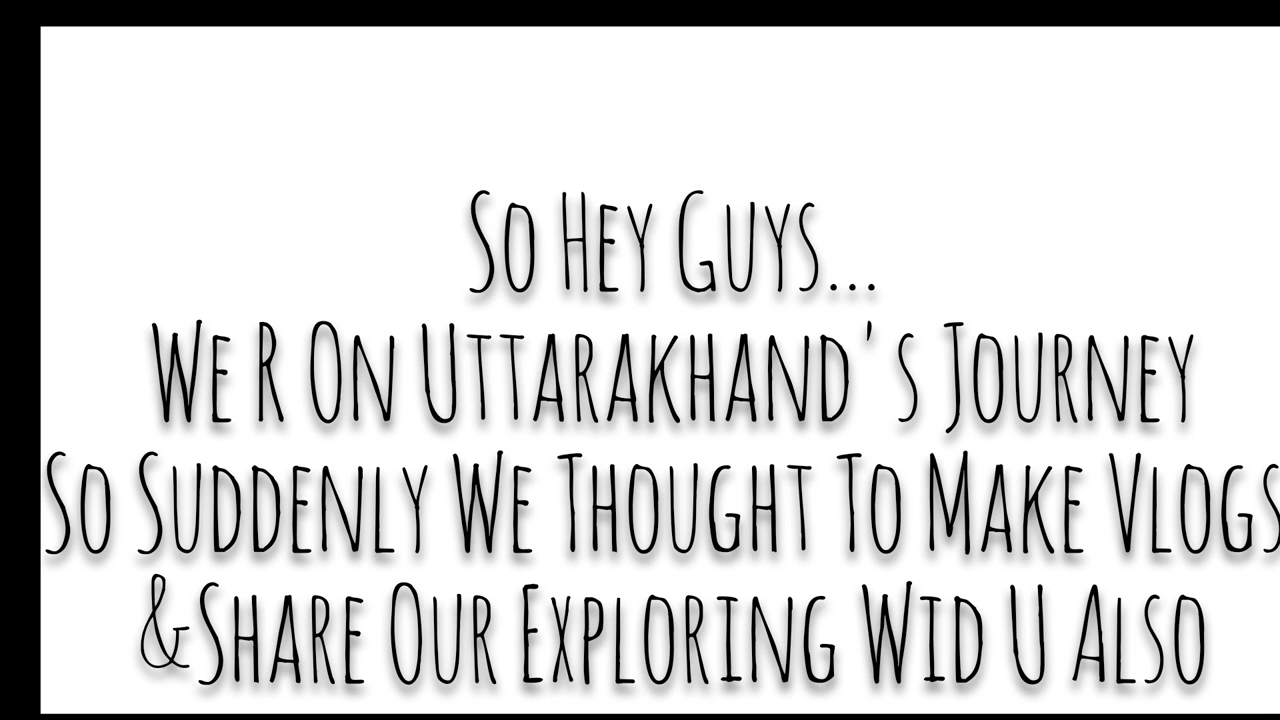 So Hey Guys...
We R On Uttarakhand's Journey
So Suddenly We Thought To Make Vlogs
&Share Our Exploring Wid U Also